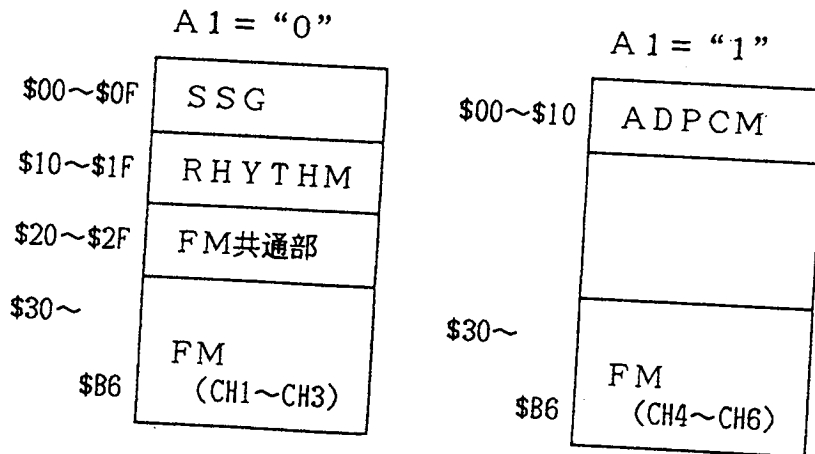 A1="0"
$00~$0F SSG
$10~$1F RHYTHM
$20~$2F FM共通部
$30~
FM
$B6 (CH1~CH3)
A1="1"
$00~$10 ADPCM
$30~
FM
$B6 (CH4~CH6)